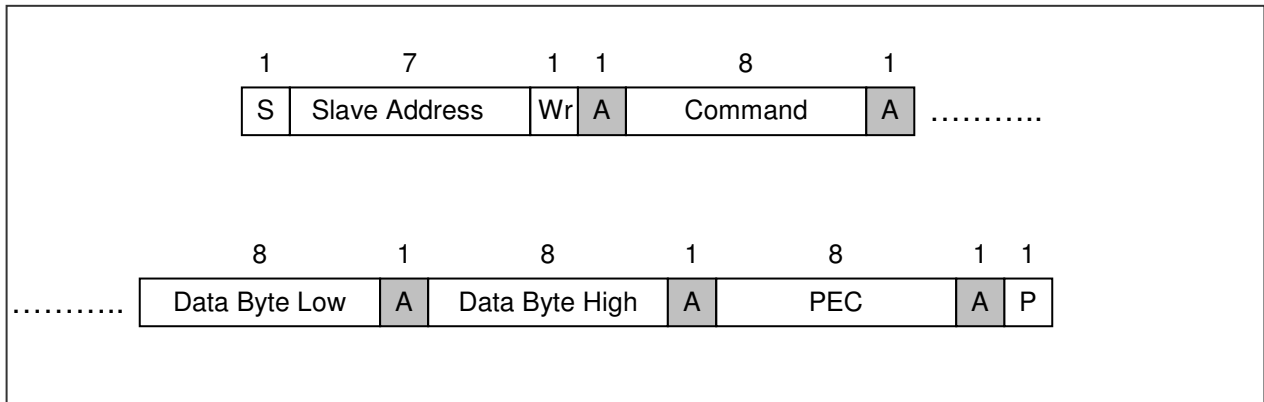 1 7 1 1 8 1
S Slave Address Wr A Command A ………..
8 1 8 1 8 1 1
……….. Data Byte Low A Data Byte High A PEC A P